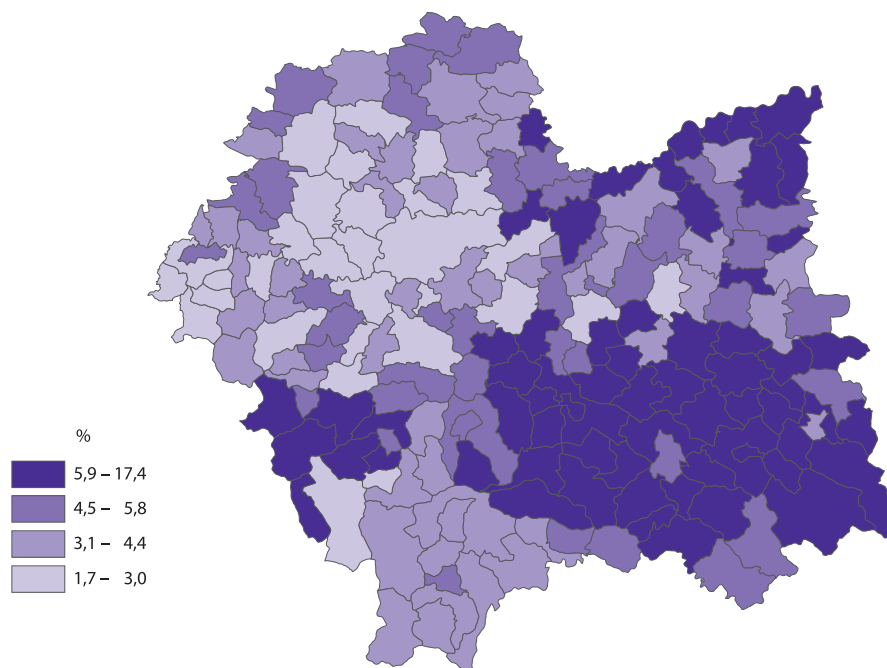 %
5,9 – 17,4
4,5 – 5,8
3,1 – 4,4
1,7 – 3,0